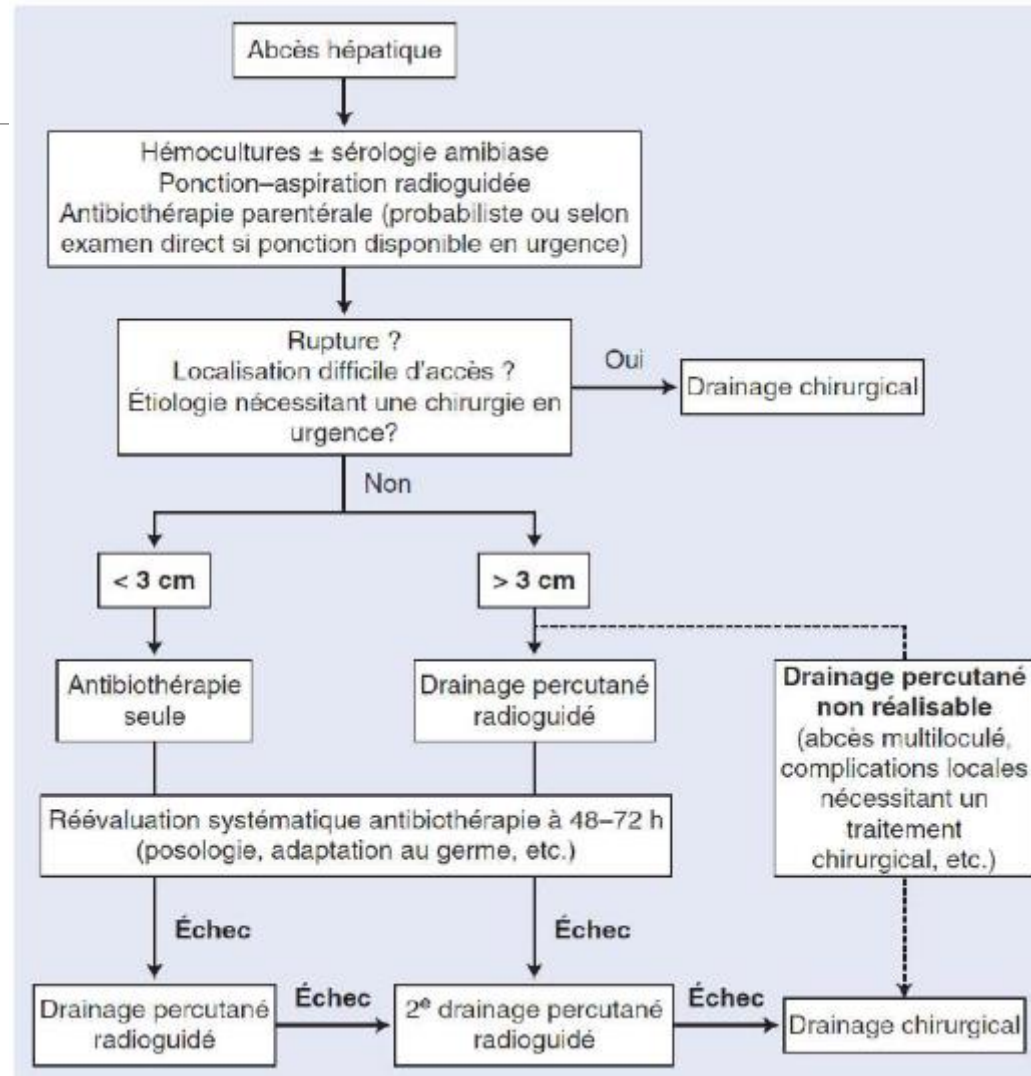 Abcès hépatique
Hémocultures ± sérologie amibiase
Ponction–aspiration radioguidée
Antibiothérapie parentérale (probabiliste ou selon
examen direct si ponction disponible en urgence)
Rupture ?
Localisation difficile d'accès ?
Étiologie nécessitant une chirurgie en
urgence?
Oui
Drainage chirurgical
Non
< 3 cm
> 3 cm
Antibiothérapie
seule
Drainage percutané
radioguidé
Drainage percutané
non réalisable
(abcès multiloculé,
complications locales
nécessitant un
traitement
chirurgical, etc.)
Réévaluation systématique antibiothérapie à 48–72 h
(posologie, adaptation au germe, etc.)
Échec
Échec
Drainage percutané
radioguidé
Échec
2e drainage percutané
radioguidé
Échec
Drainage chirurgical